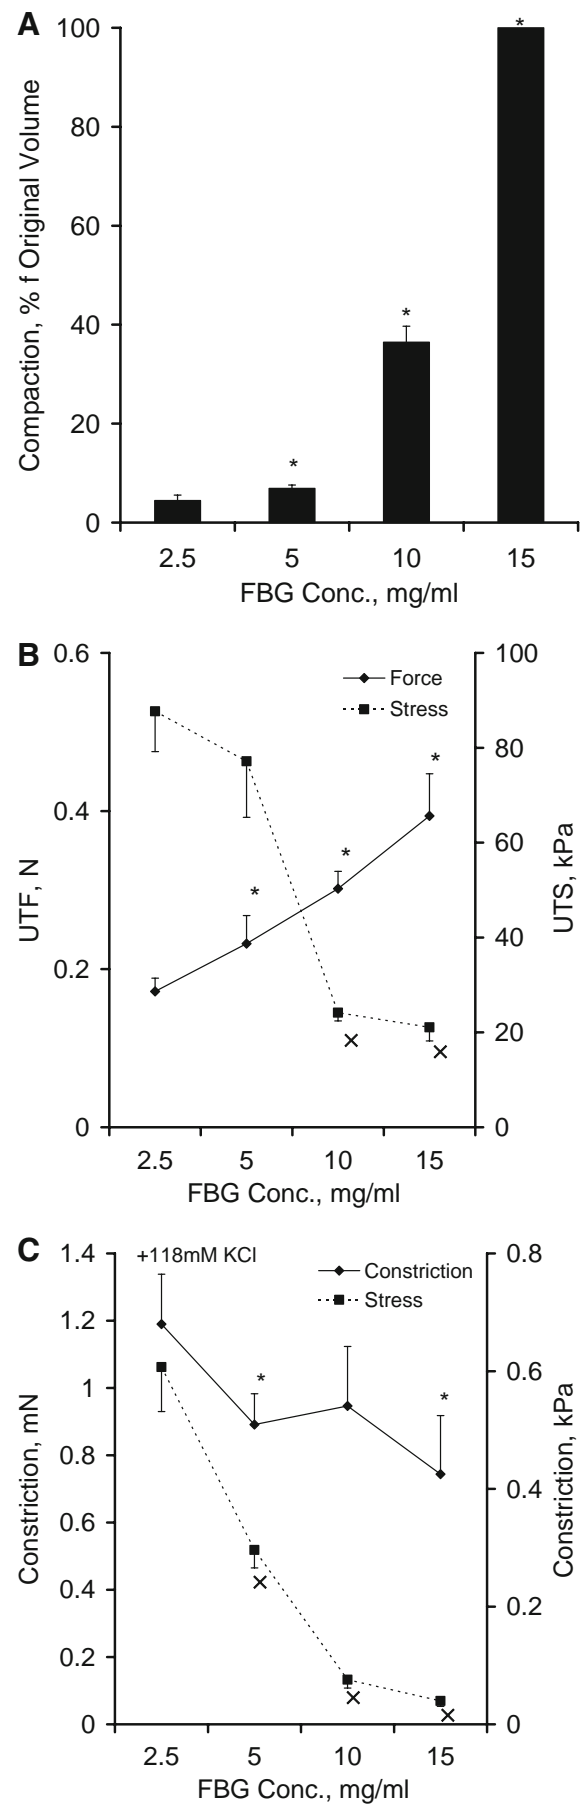 A
Compaction, % f Original Volume
100
80
60
40
20
0
*
*
*
2.5 5 10 15
FBG Conc., mg/ml
B
UTF, N
0.6
0.4
0.2
0
Force
Stress
*
*
*
×
×
UTS, kPa
100
80
60
40
20
0
2.5 5 10 15
FBG Conc., mg/ml
C
Constriction, mN
1.4
1.2
1
0.8
0.6
0.4
0.2
0
+118mM KCl
Constriction
Stress
*
*
×
×
×
Constriction, kPa
0.8
0.6
0.4
0.2
0
2.5 5 10 15
FBG Conc., mg/ml